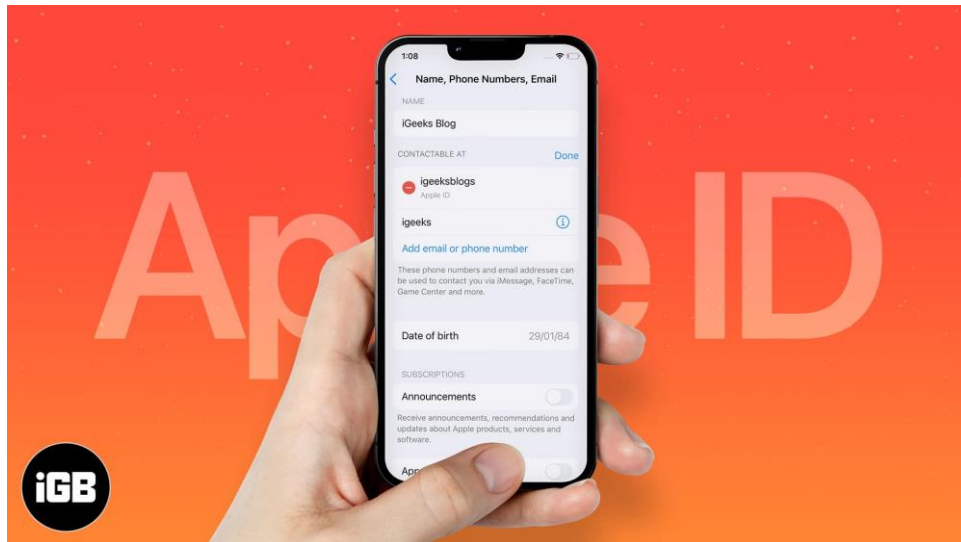 1:08
Name, Phone Numbers, Email
NAME
iGeeks Blog
CONTACTABLE AT
Done
igeeksblogs
Apple ID
igeeks
Add email or phone number
These phone numbers and email addresses can
be used to contact you via iMessage, FaceTime,
Game Center and more.
Date of birth
29/01/84
SUBSCRIPTIONS
Announcements
Receive announcements, recommendations and
updates about Apple products, services and
software.
ID
iGB